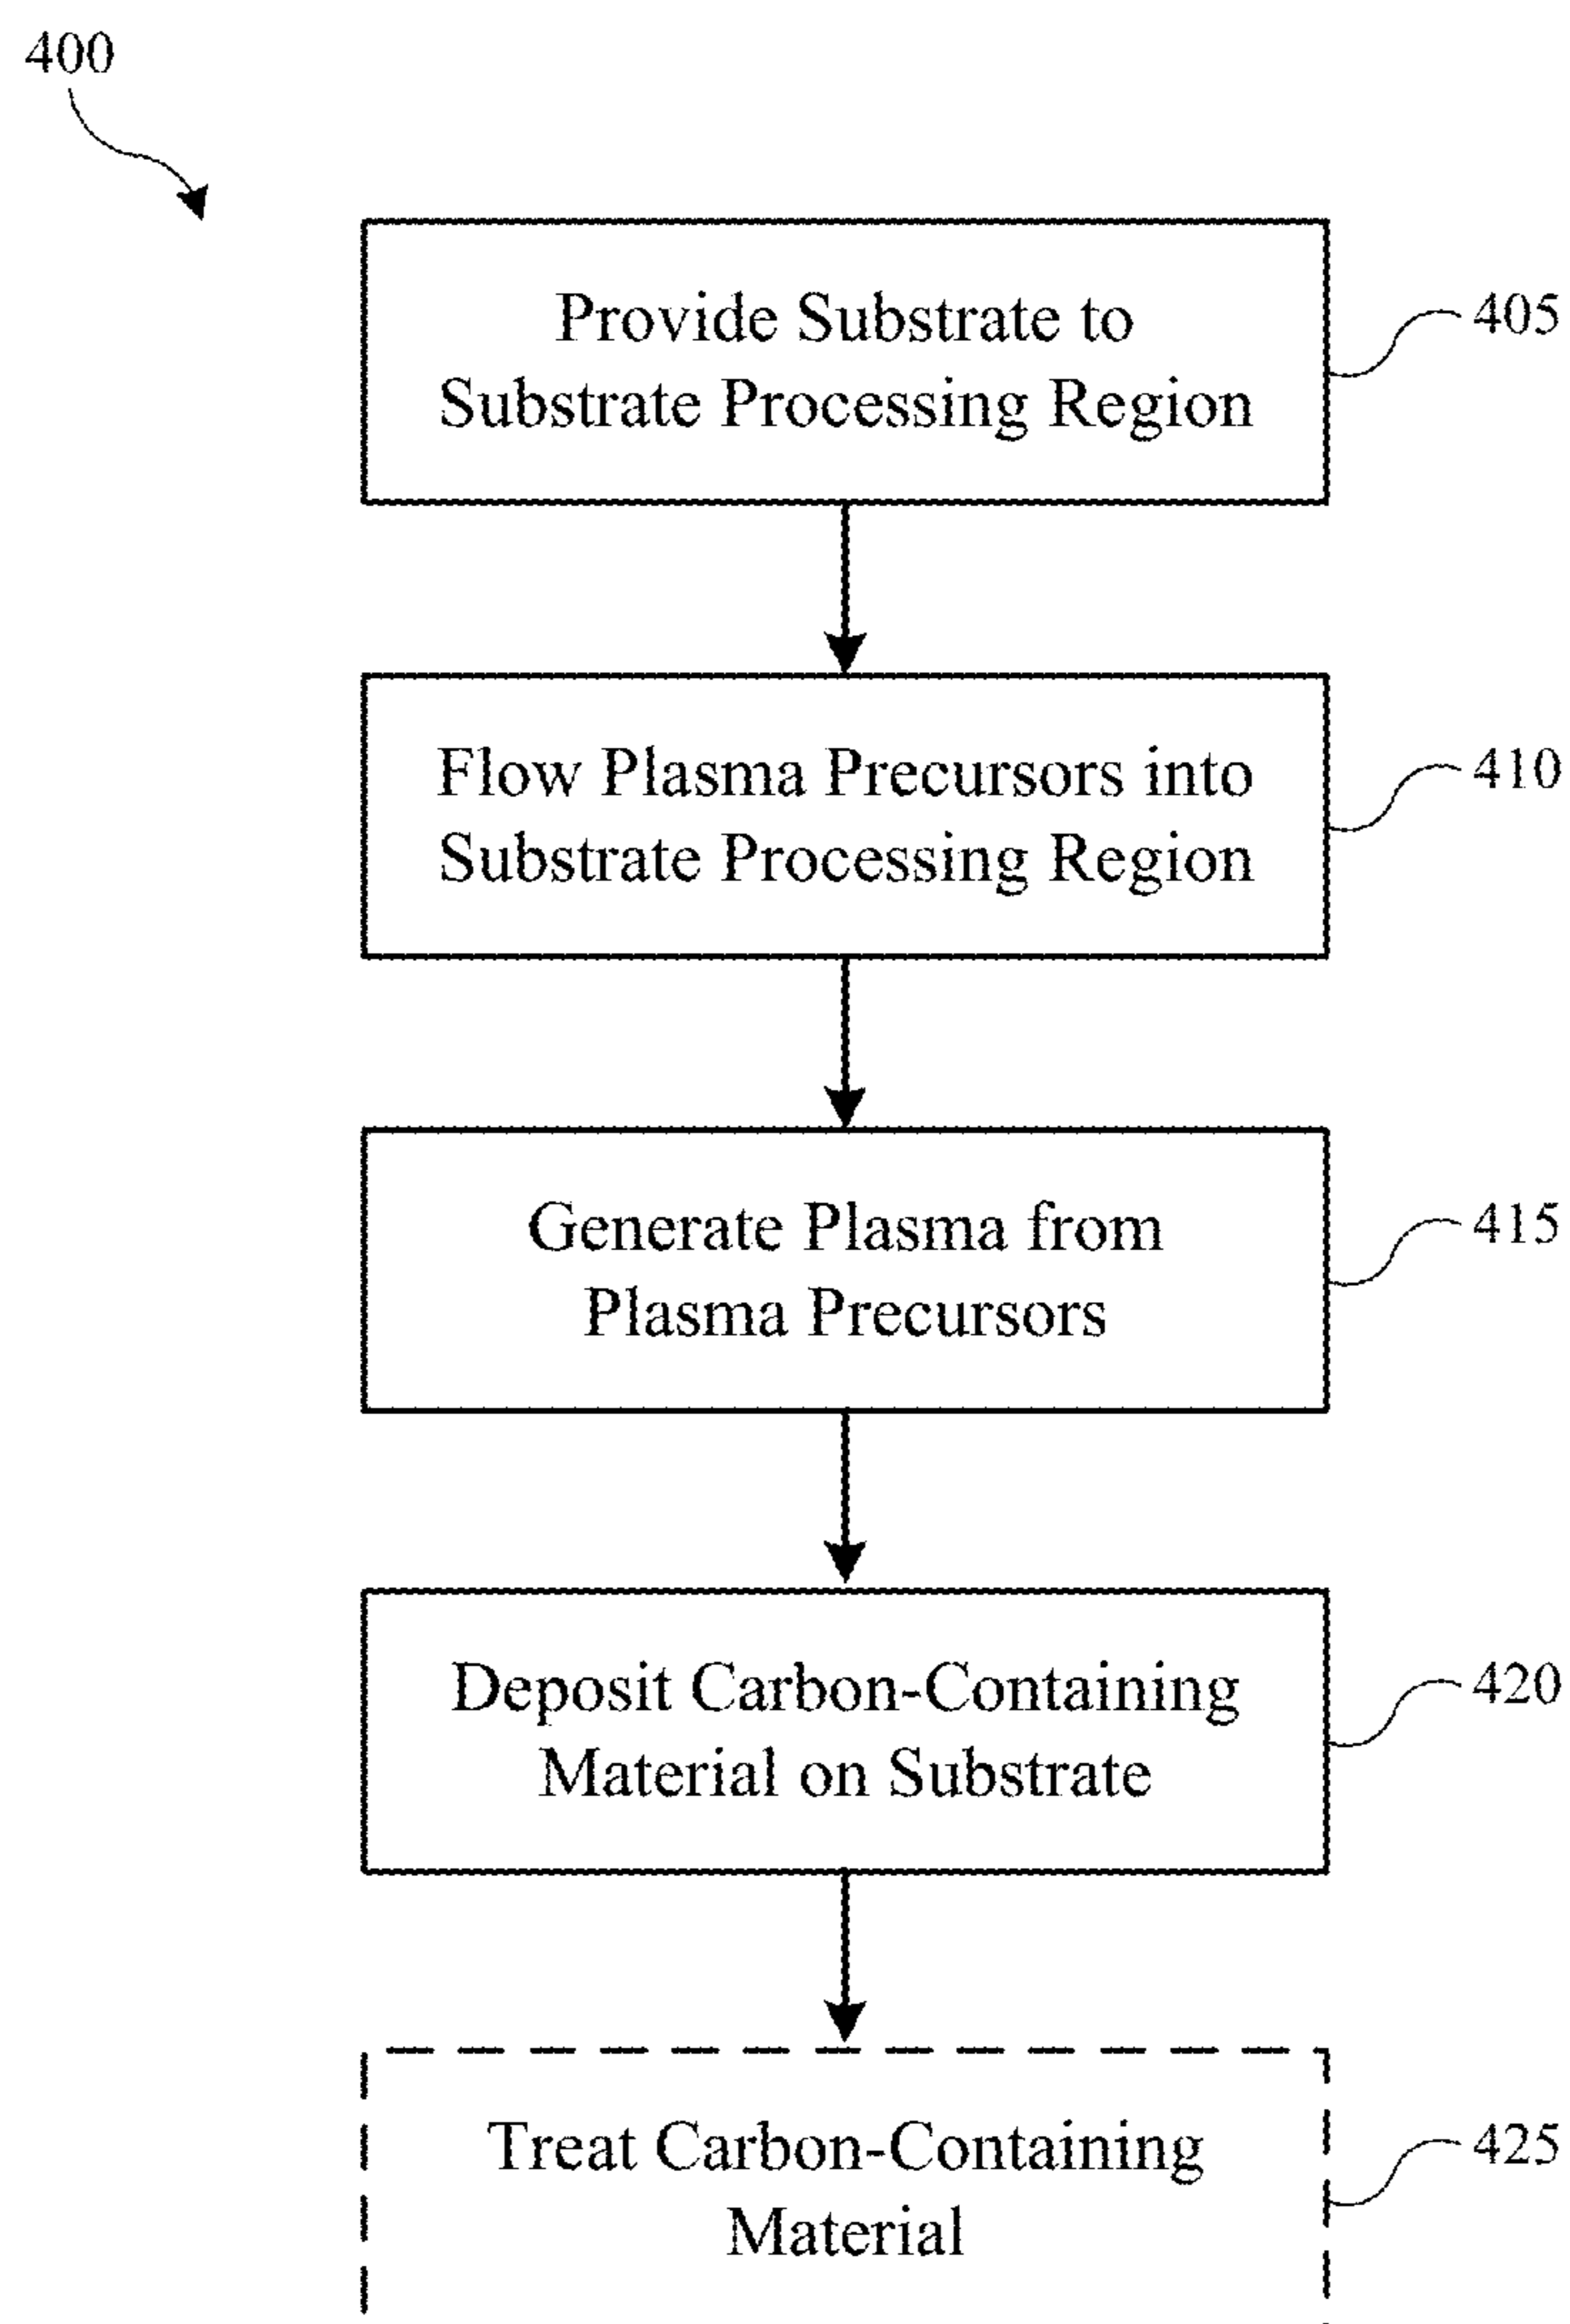 400
Provide Substrate to
Substrate Processing Region
405
Flow Plasma Precursors into
Substrate Processing Region
410
Generate Plasma from
Plasma Precursors
415
Deposit Carbon-Containing
Material on Substrate
420
Treat Carbon-Containing
Material
425